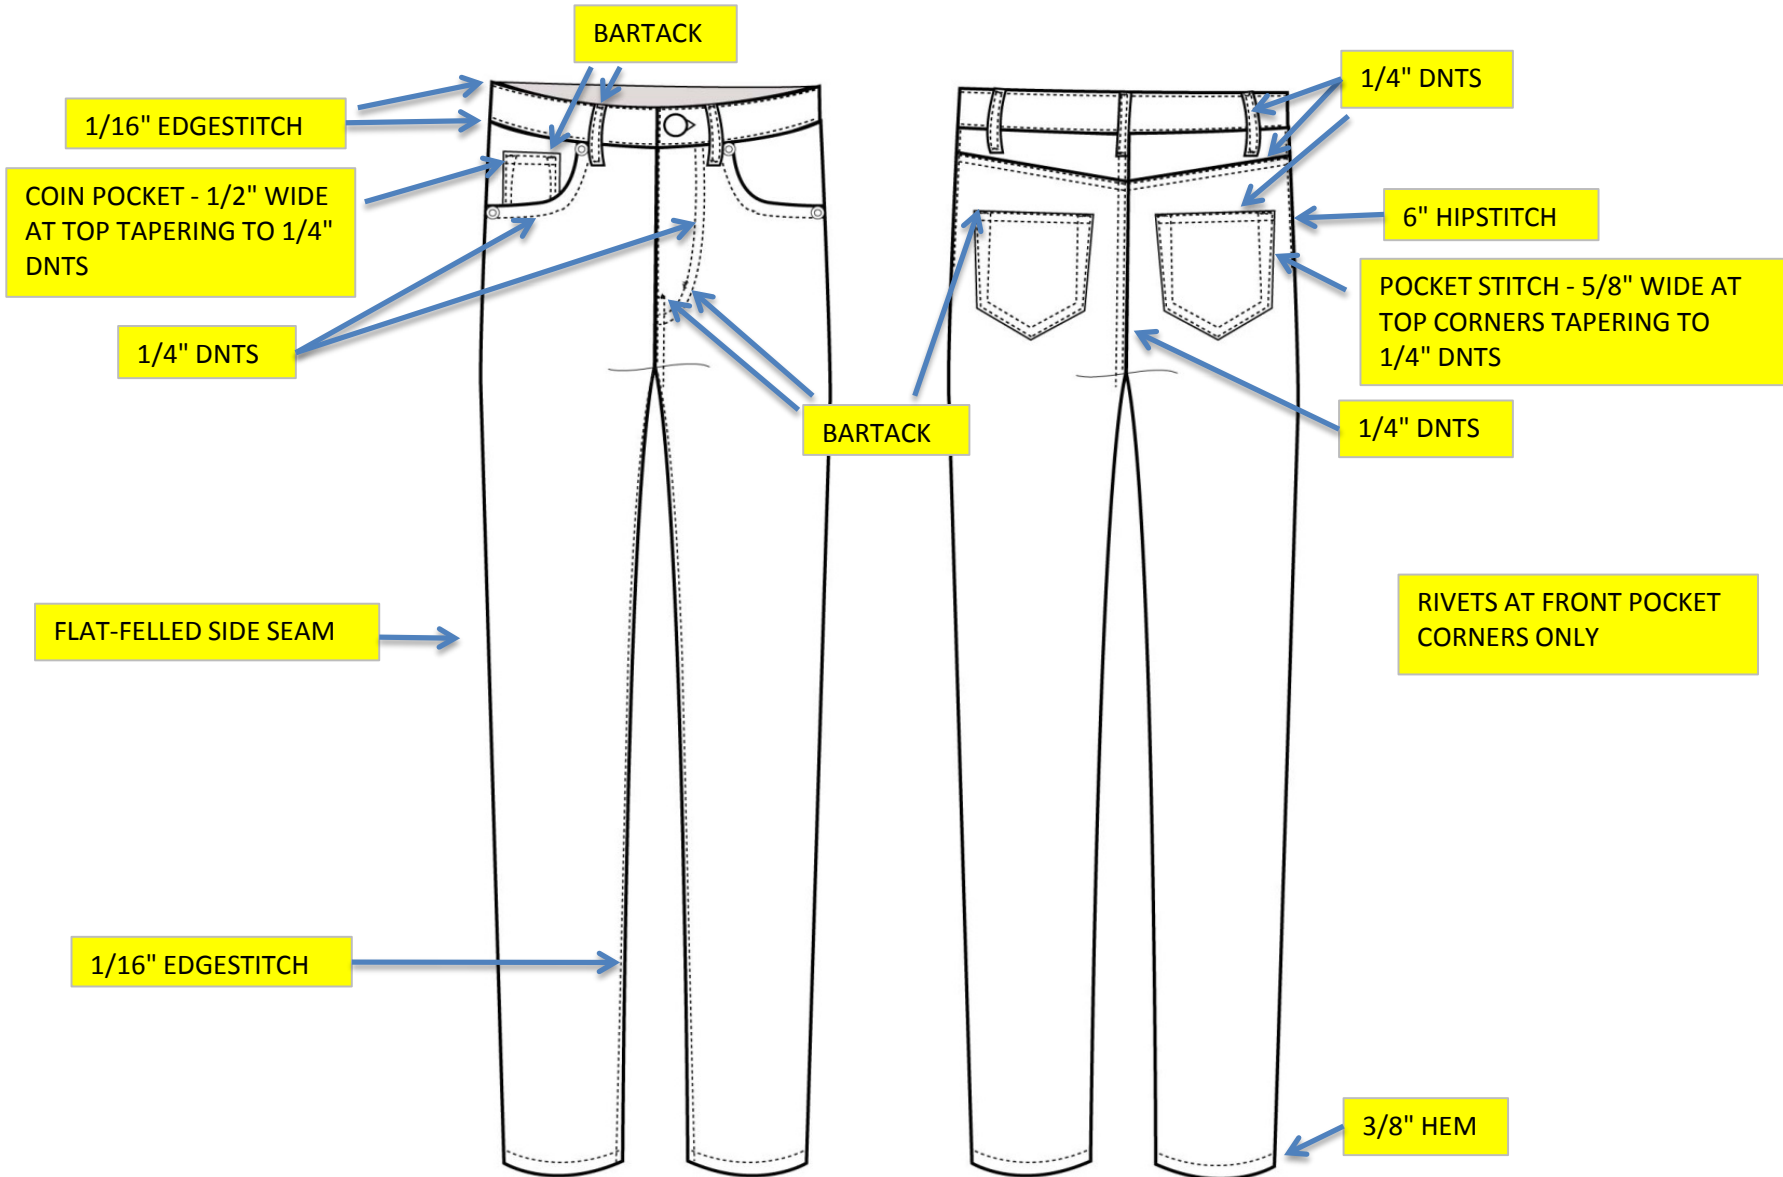 BARTACK
1/16" EDGESTITCH
COIN POCKET - 1/2" WIDE
AT TOP TAPERING TO 1/4"
DNTS
1/4" DNTS
BARTACK
FLAT-FELLED SIDE SEAM
1/16" EDGESTITCH
1/4" DNTS
6" HIPSTITCH
POCKET STITCH - 5/8" WIDE AT
TOP CORNERS TAPERING TO
1/4" DNTS
1/4" DNTS
RIVETS AT FRONT POCKET
CORNERS ONLY
3/8" HEM